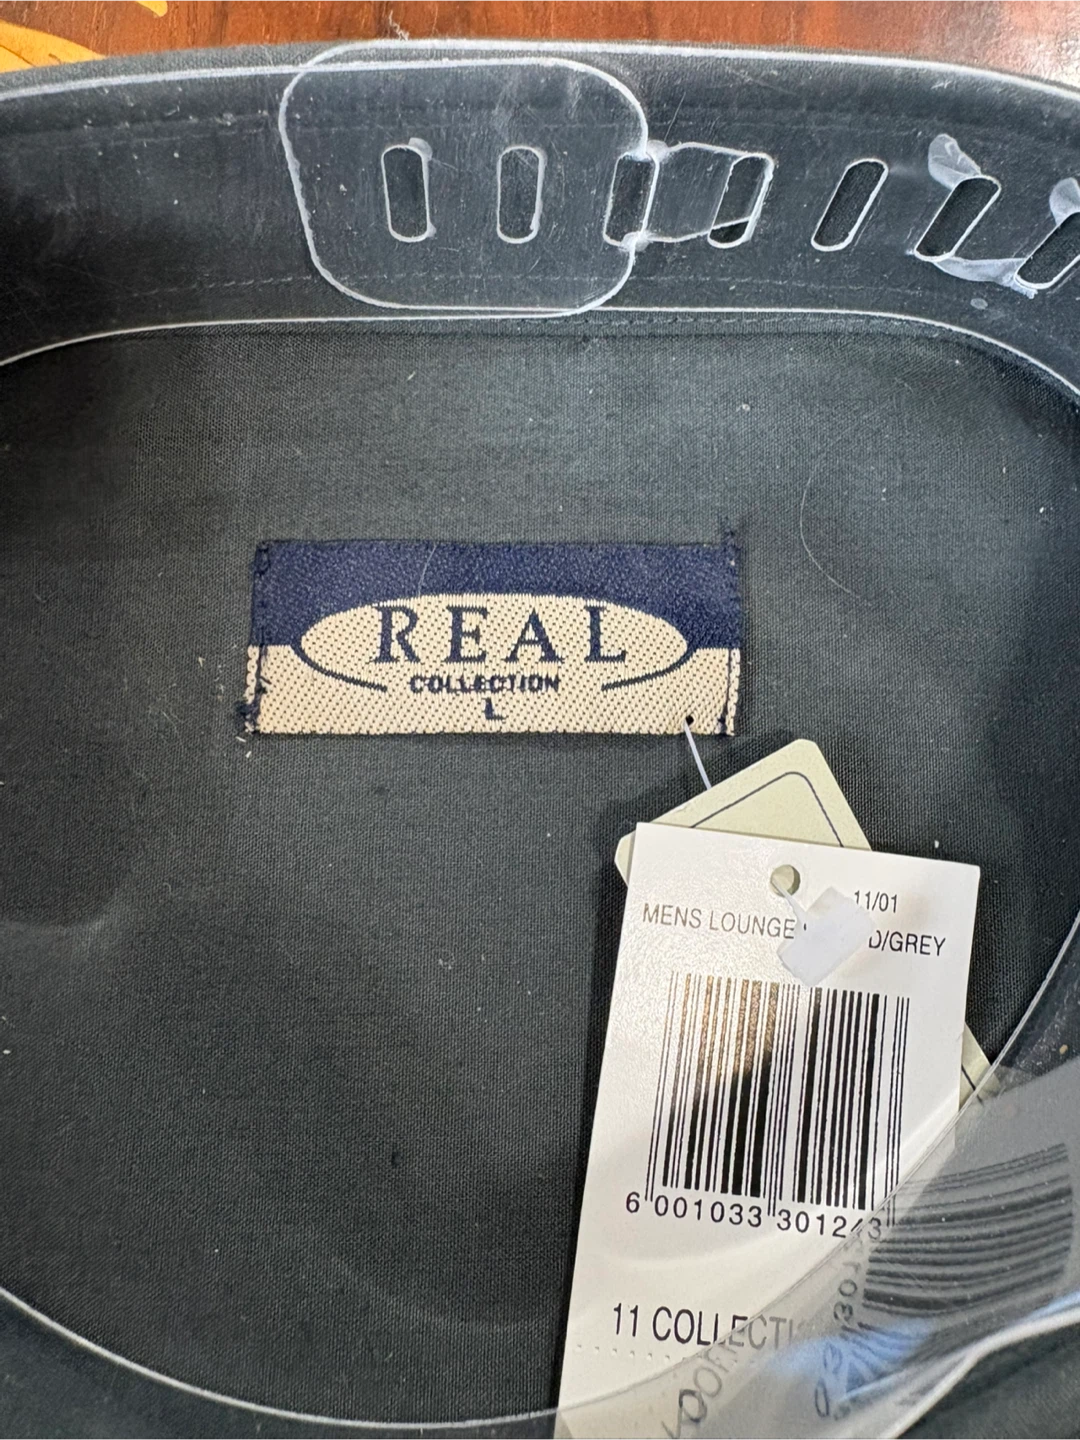 REAL
COLLECTION
L
11/01
MENS LOUNGE D/GREY
6 001033 301243
11 COLLECTI